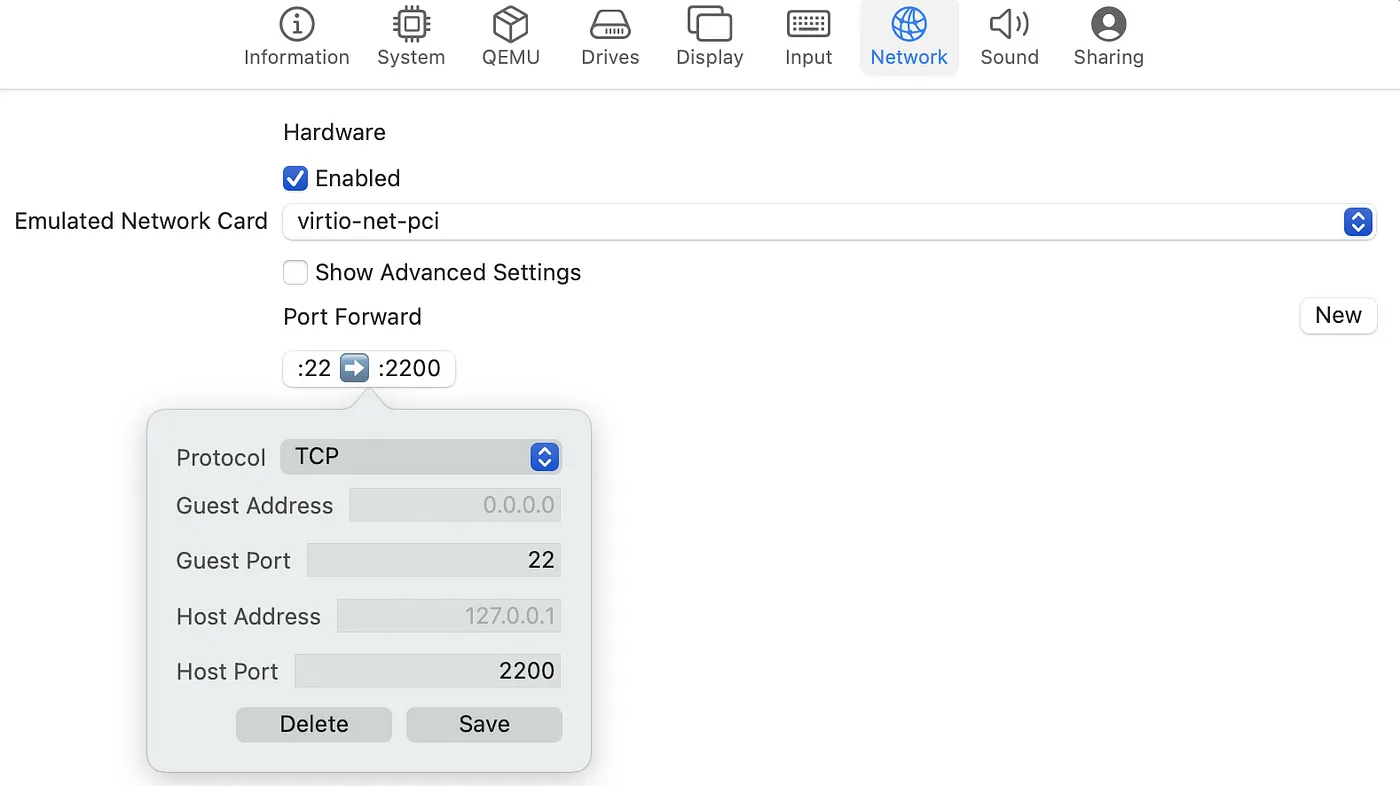 Information System QEMU Drives Display Input Network Sound Sharing
Hardware
Enabled
Emulated Network Card virtio-net-pci
Show Advanced Settings
Port Forward New
:22 ➡️ :2200
Protocol TCP
Guest Address 0.0.0.0
Guest Port 22
Host Address 127.0.0.1
Host Port 2200
Delete Save